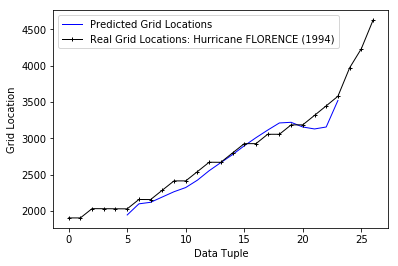 Predicted Grid Locations
Real Grid Locations: Hurricane FLORENCE (1994)
4500
4000
3500
3000
2500
2000
Grid Location
0 5 10 15 20 25
Data Tuple